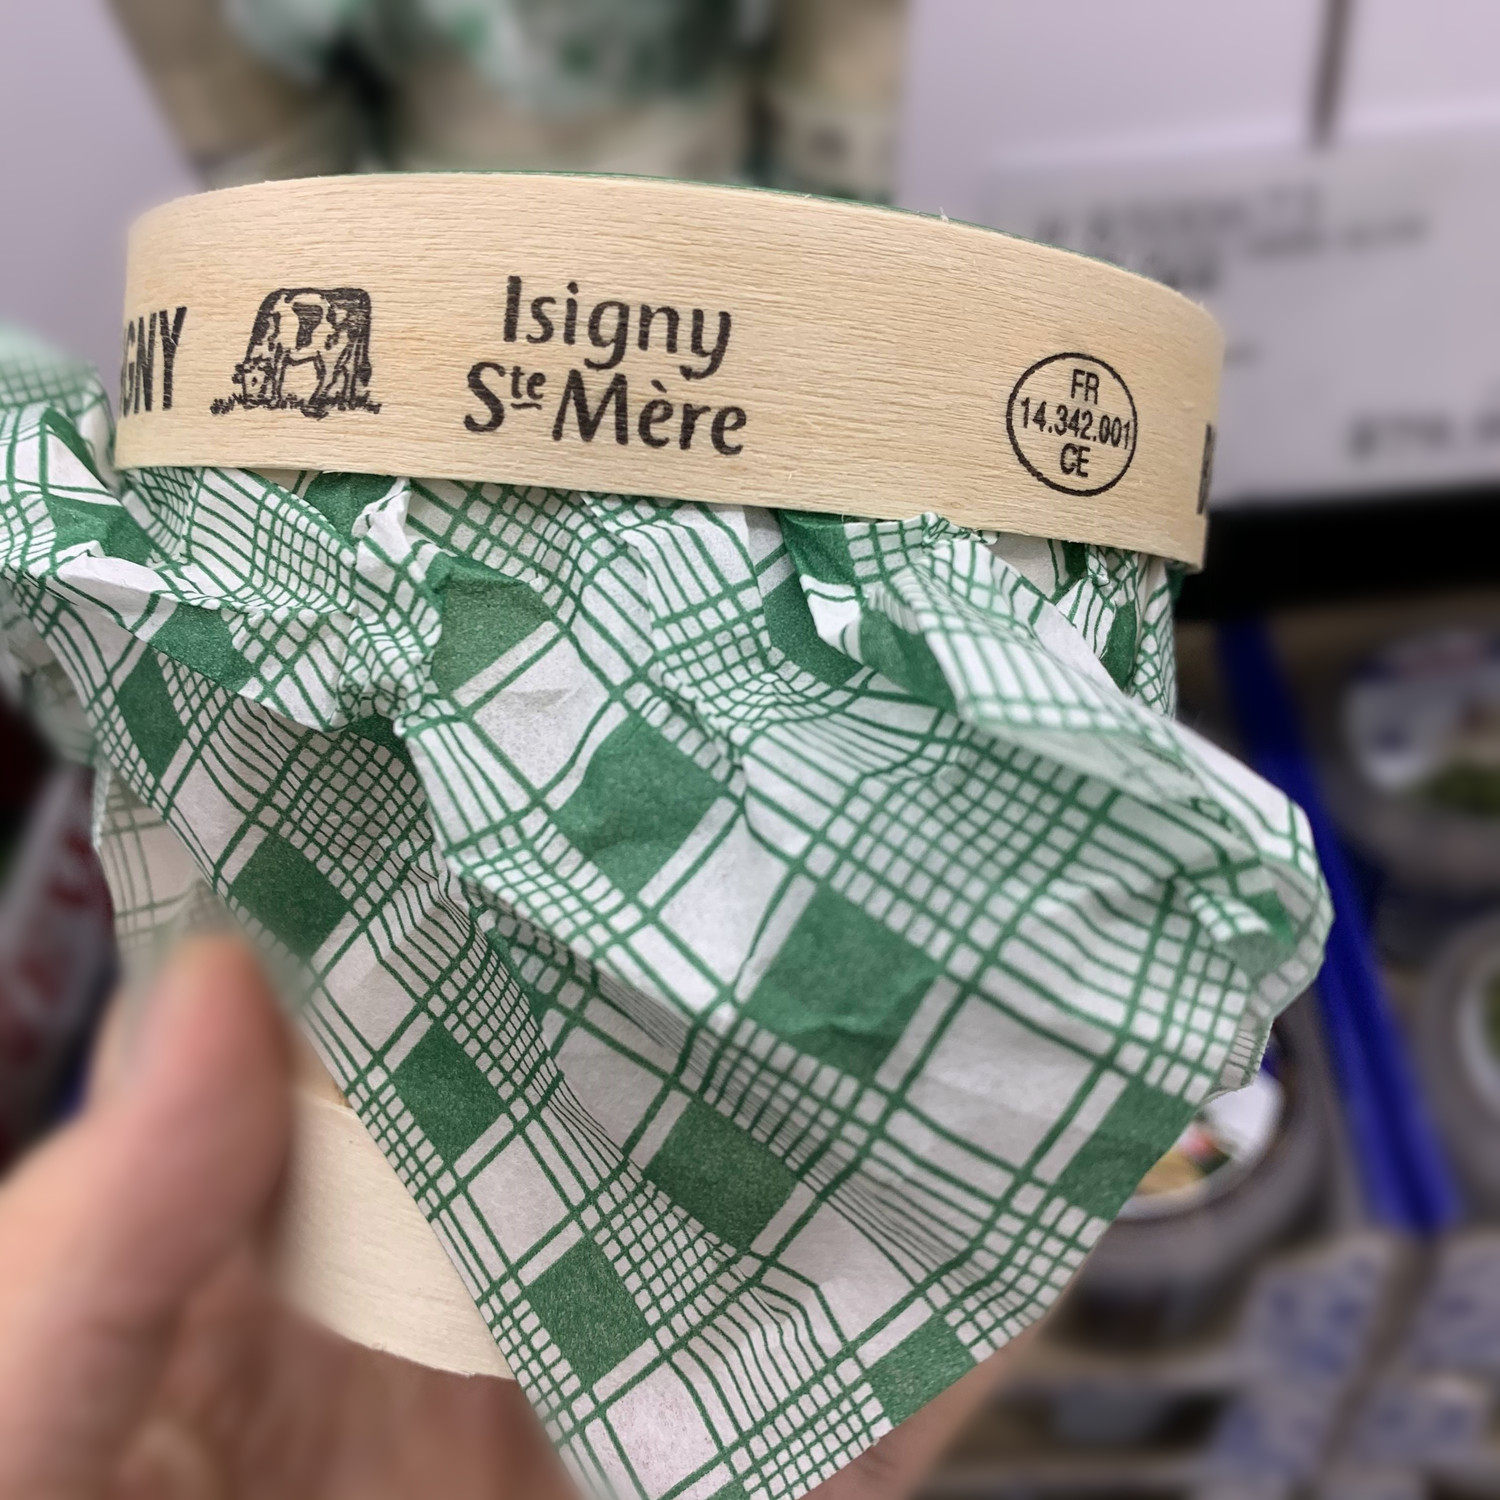 IGNY
Isigny
Ste Mère
FR
14.342.001
CE